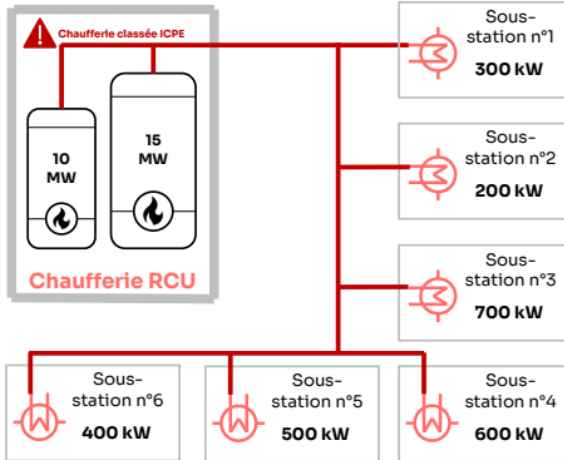 Chaufferie classée ICPE
10
MW
15
MW
Chaufferie RCU
Sous-
station n°1
300 kW
Sous-
station n°2
200 kW
Sous-
station n°3
700 kW
Sous-
station n°6
400 kW
Sous-
station n°5
500 kW
Sous-
station n°4
600 kW